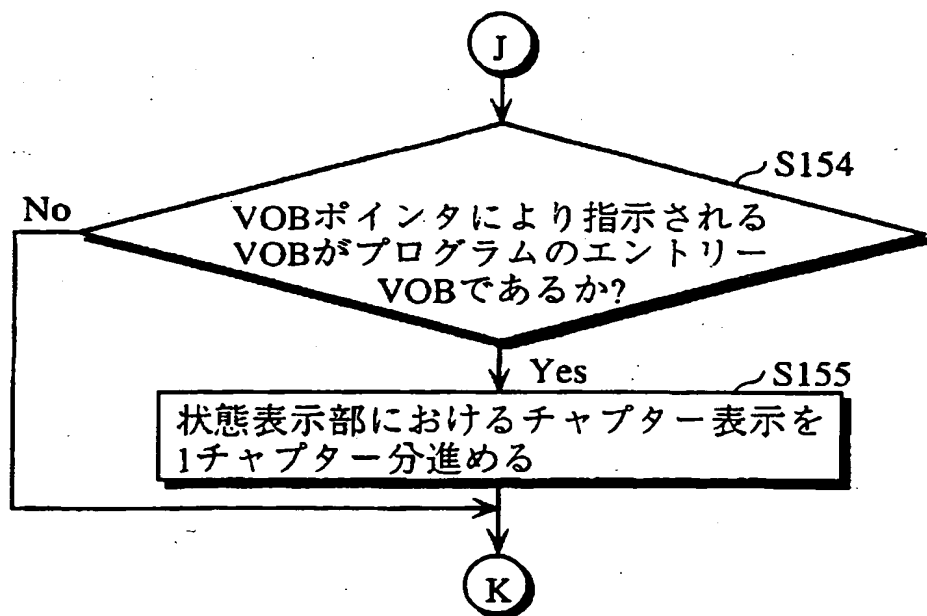 J
S154
No
VOBポインタにより指示される
VOBがプログラムのエントリー
VOBであるか?
Yes
S155
状態表示部におけるチャプター表示を
1チャプター分進める
K